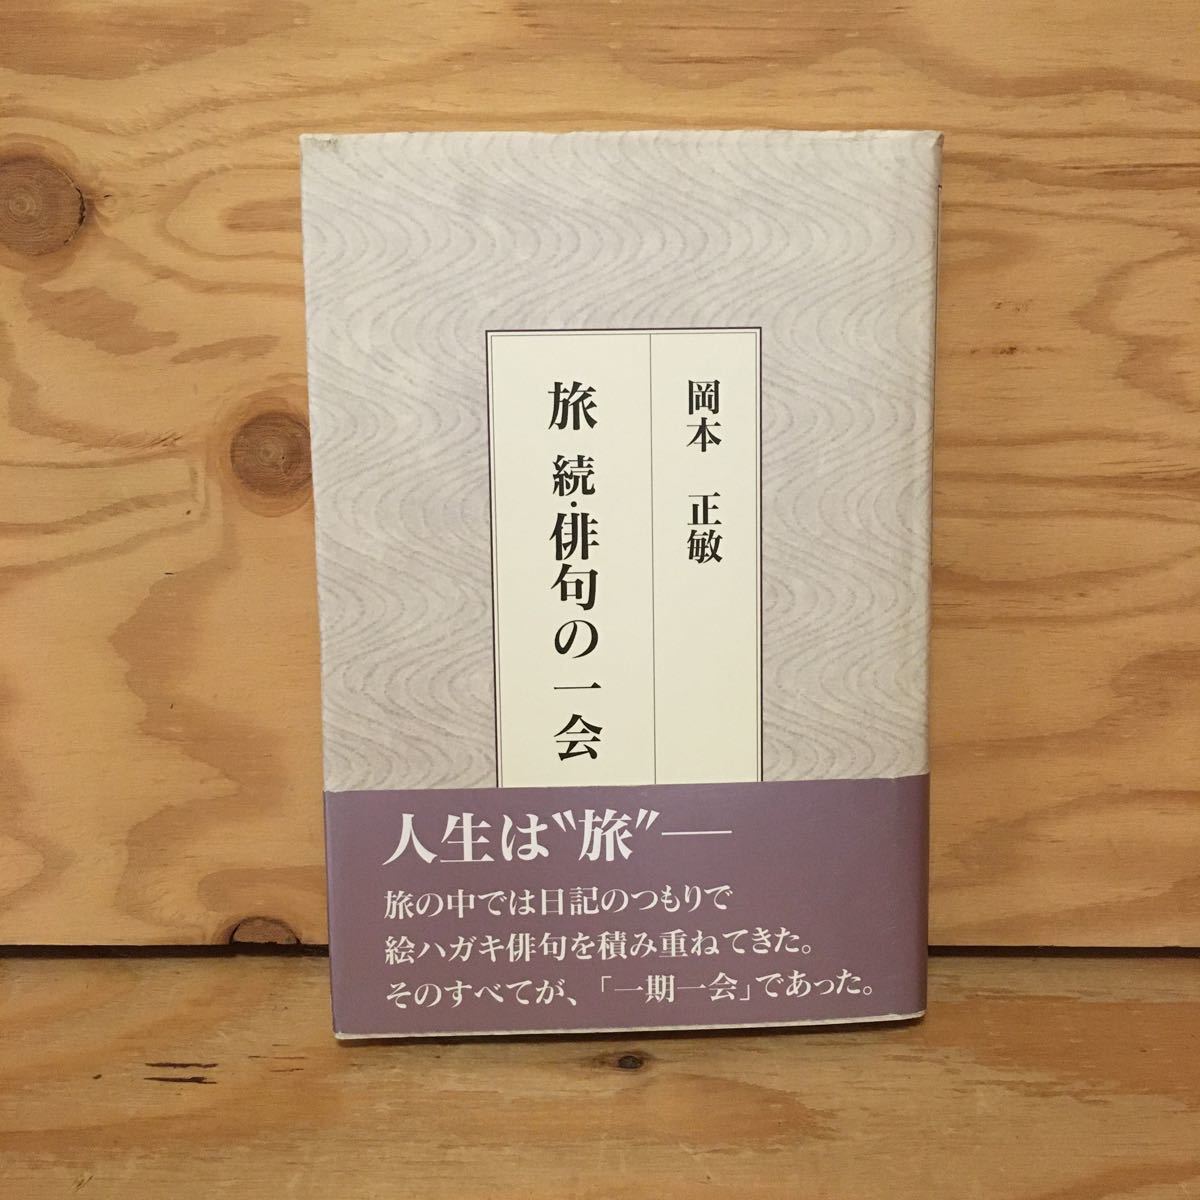 岡本 正敏
旅 続・俳句の一会
人生は〝旅〟──
旅の中では日記のつもりで
絵ハガキ俳句を積み重ねてきた。
そのすべてが、「一期一会」であった。